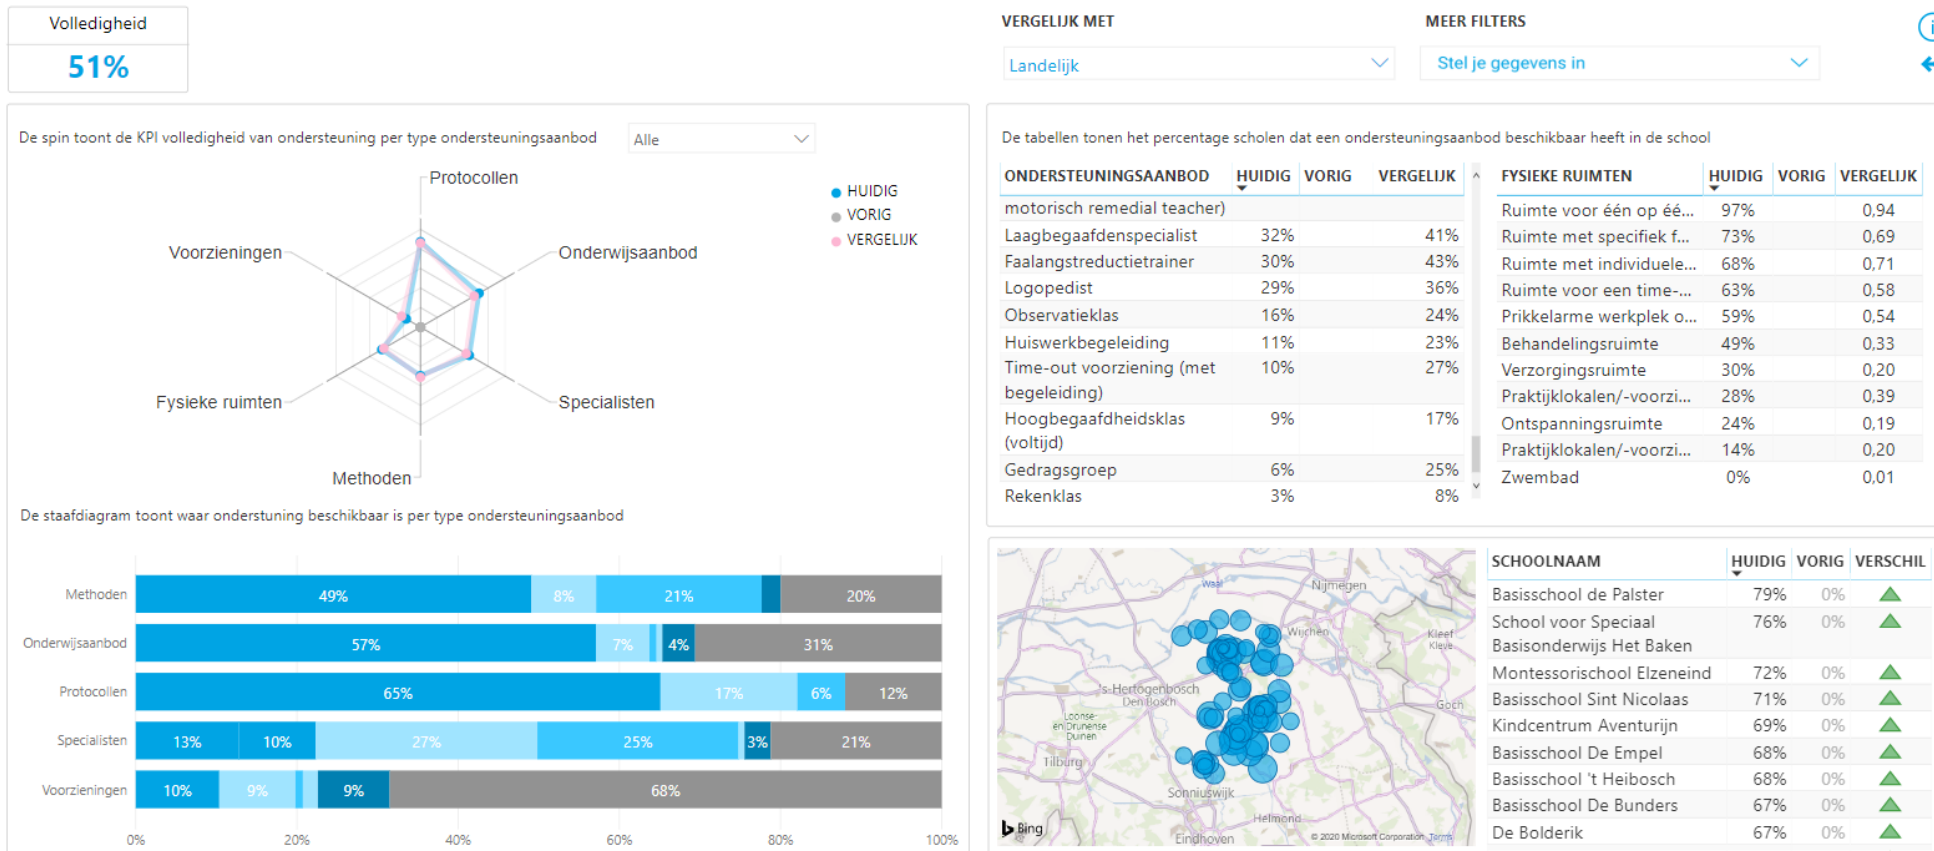 Volledigheid
51%
VERGELIJK MET
Landelijk
MEER FILTERS
Stel je gegevens in
De spin toont de KPI volledigheid van ondersteuning per type ondersteuningsaanbod
Alle
Protocollen
Onderwijsaanbod
Specialisten
Methoden
Fysieke ruimten
Voorzieningen
HUIDIG
VORIG
VERGELIJK
De staafdiagram toont waar onderstuning beschikbaar is per type ondersteuningsaanbod
Methoden 49% 8% 21% 20%
Onderwijsaanbod 57% 7% 4% 31%
Protocollen 65% 17% 6% 12%
Specialisten 13% 10% 27% 25% 3% 21%
Voorzieningen 10% 9% 9% 68%
0% 20% 40% 60% 80% 100%
De tabellen tonen het percentage scholen dat een ondersteuningsaanbod beschikbaar heeft in de school
ONDERSTEUNINGSAANBOD HUIDIG VORIG VERGELIJK
motorisch remedial teacher)
Laagbegaafdenspecialist 32% 41%
Faalangstreductietrainer 30% 43%
Logopedist 29% 36%
Observatieklas 16% 24%
Huiswerkbegeleiding 11% 23%
Time-out voorziening (met 10% 27%
begeleiding)
Hoogbegaafdheidsklas 9% 17%
(voltijd)
Gedragsgroep 6% 25%
Rekenklas 3% 8%
FYSIEKE RUIMTEN HUIDIG VORIG VERGELIJK
Ruimte voor één op éé... 97% 0,94
Ruimte met specifiek f... 73% 0,69
Ruimte met individuele... 68% 0,71
Ruimte voor een time-... 63% 0,58
Prikkelarme werkplek o... 59% 0,54
Behandelingsruimte 49% 0,33
Verzorgingsruimte 30% 0,20
Praktijklokalen/-voorzi... 28% 0,39
Ontspanningsruimte 24% 0,19
Praktijklokalen/-voorzi... 14% 0,20
Zwembad 0% 0,01
Waal
Nijmegen
Wijchen
Kleef
Kleve
's-Hertogenbosch
Den Bosch
Goch
Loonse-
en Drunense
Duinen
Tilburg
Sonniuswijk
Helmond
Eindhoven
Bing
© 2020 Microsoft Corporation Terms
SCHOOLNAAM HUIDIG VORIG VERSCHIL
Basisschool de Palster 79% 0%
School voor Speciaal 76% 0%
Basisonderwijs Het Baken
Montessorischool Elzeneind 72% 0%
Basisschool Sint Nicolaas 71% 0%
Kindcentrum Aventurijn 69% 0%
Basisschool De Empel 68% 0%
Basisschool 't Heibosch 68% 0%
Basisschool De Bunders 67% 0%
De Bolderik 67% 0%